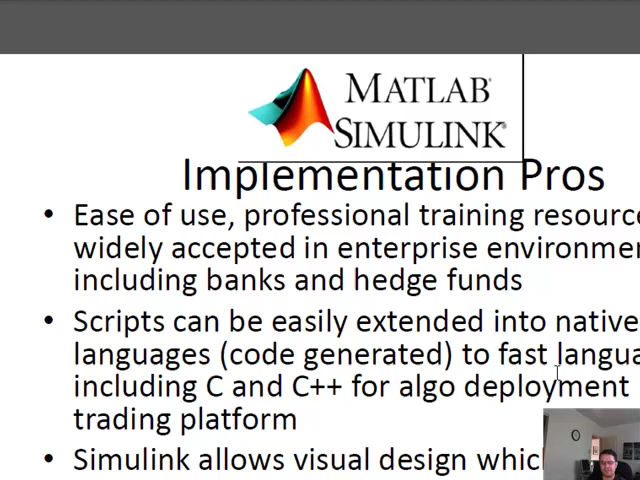 MATLAB®
SIMULINK®
Implementation Pros
• Ease of use, professional training resource
widely accepted in enterprise environme
including banks and hedge funds
• Scripts can be easily extended into native
languages (code generated) to fast langua
including C and C++ for algo deployment
trading platform
• Simulink allows visual design whic